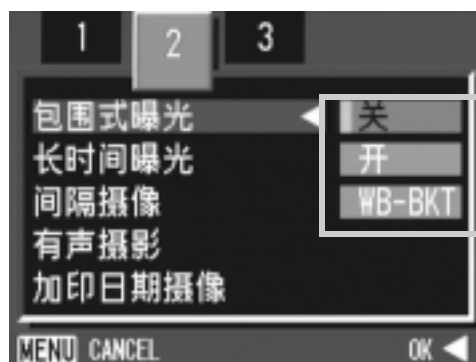 1 2 3
包围式曝光 关
长时间曝光 开
间隔摄像 WB-BKT
有声摄影
加印日期摄像
MENU CANCEL OK